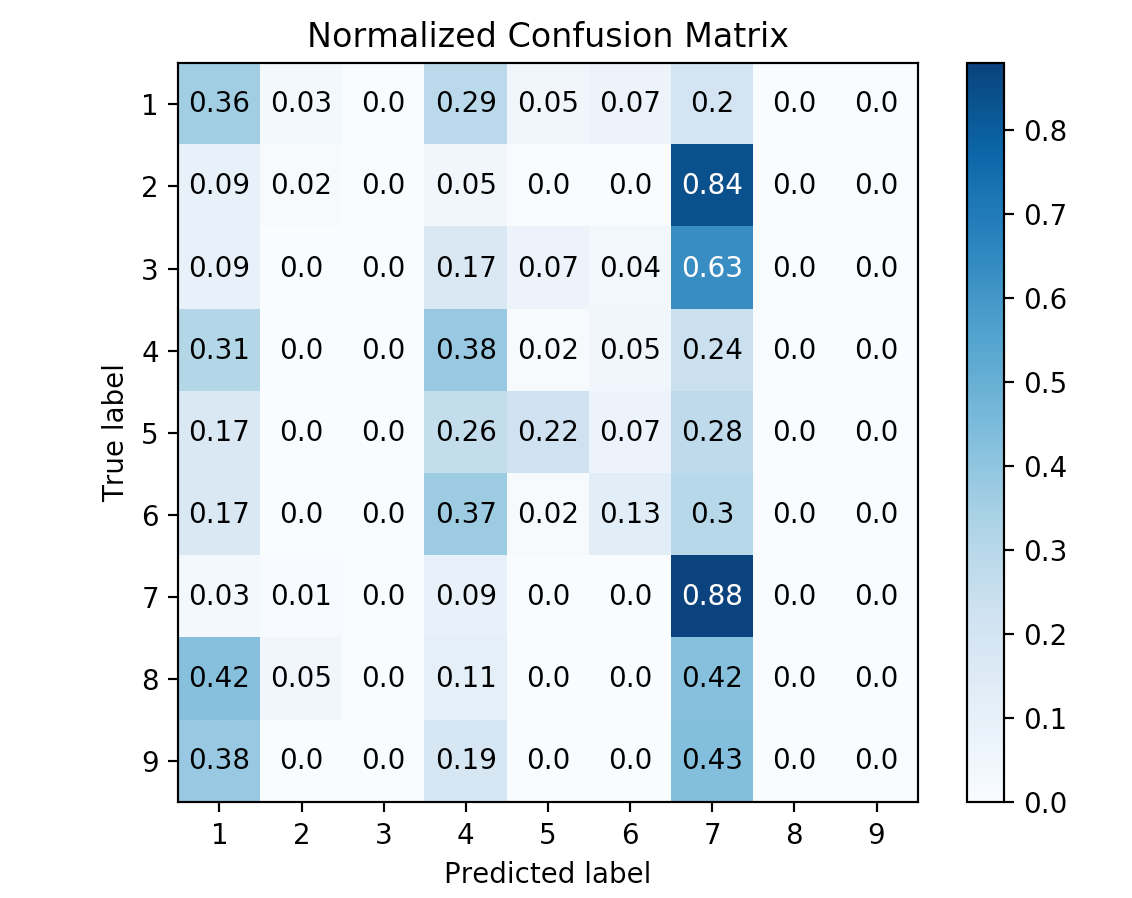 Normalized Confusion Matrix
1 0.36 0.03 0.0 0.29 0.05 0.07 0.2 0.0 0.0
2 0.09 0.02 0.0 0.05 0.0 0.0 0.84 0.0 0.0
3 0.09 0.0 0.0 0.17 0.07 0.04 0.63 0.0 0.0
4 0.31 0.0 0.0 0.38 0.02 0.05 0.24 0.0 0.0
5 0.17 0.0 0.0 0.26 0.22 0.07 0.28 0.0 0.0
6 0.17 0.0 0.0 0.37 0.02 0.13 0.3 0.0 0.0
7 0.03 0.01 0.0 0.09 0.0 0.0 0.88 0.0 0.0
8 0.42 0.05 0.0 0.11 0.0 0.0 0.42 0.0 0.0
9 0.38 0.0 0.0 0.19 0.0 0.0 0.43 0.0 0.0
1 2 3 4 5 6 7 8 9
Predicted label
True label
0.8
0.7
0.6
0.5
0.4
0.3
0.2
0.1
0.0